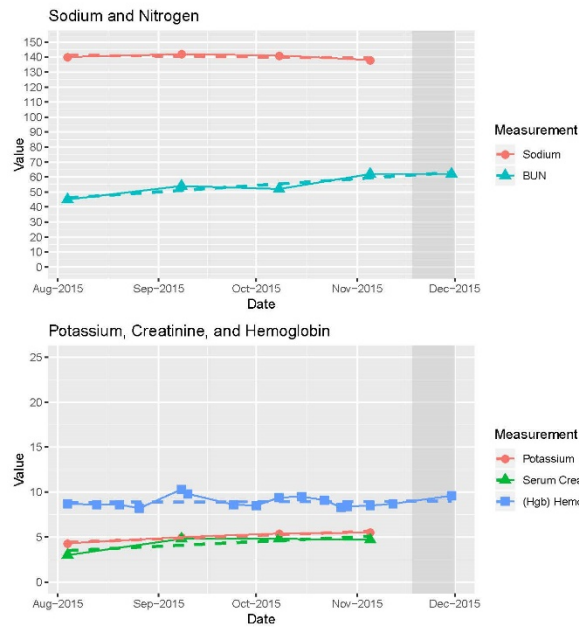 Sodium and Nitrogen
150
140
130
120
110
100
90
80
70
60
50
40
30
20
10
0
Value
Aug-2015 Sep-2015 Oct-2015 Nov-2015 Dec-2015
Date
Measurement
Sodium
BUN
Potassium, Creatinine, and Hemoglobin
25
20
15
10
5
0
Value
Aug-2015 Sep-2015 Oct-2015 Nov-2015 Dec-2015
Date
Measurement
Potassium
Serum Crea
(Hgb) Hemo